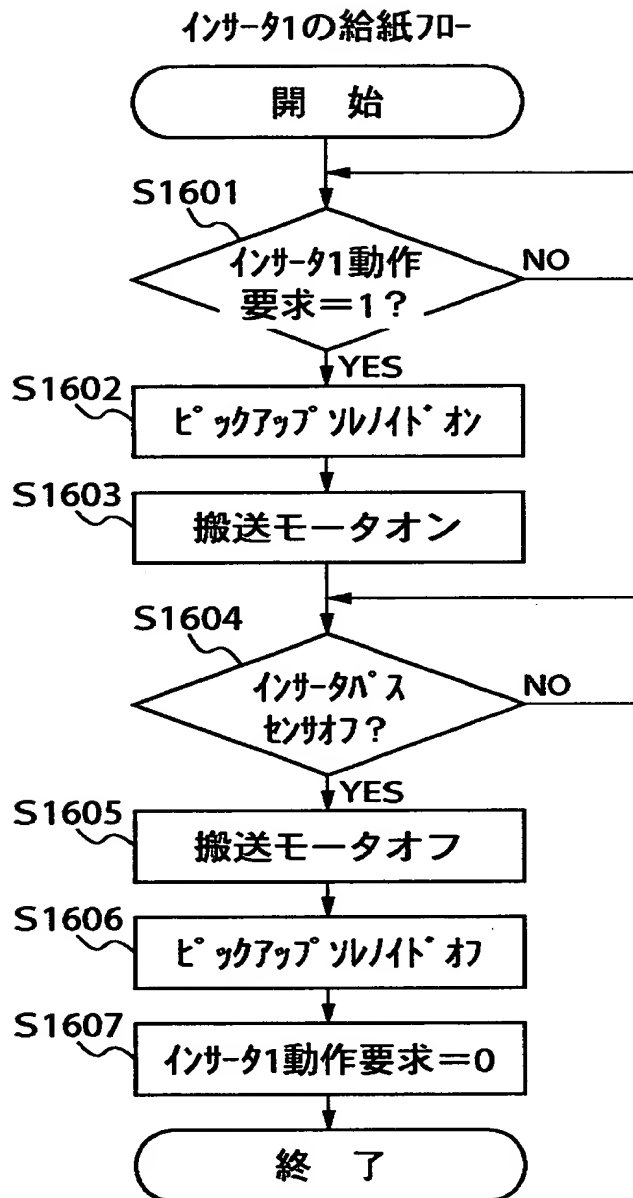 インサータ1の給紙フロー
開 始
S1601
インサータ1動作
要求＝1？
NO
YES
S1602
ピックアップソレノイドオン
S1603
搬送モータオン
S1604
インサータパス
センサオフ？
NO
YES
S1605
搬送モータオフ
S1606
ピックアップソレノイドオフ
S1607
インサータ1動作要求＝0
終 了